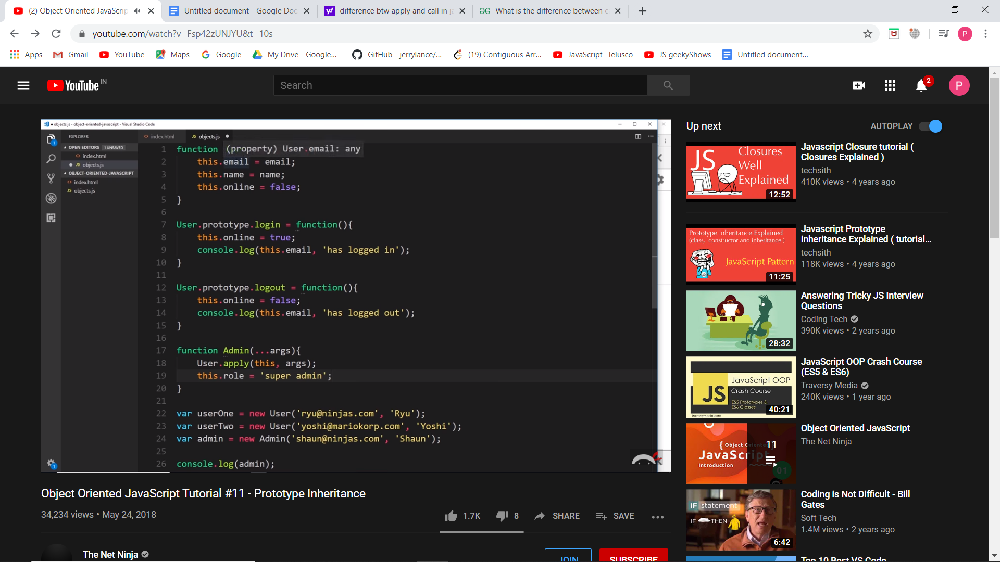 (2) Object Oriented JavaScrip
Untitled document - Google Doc
difference btw apply and call in ja
What is the difference between c
youtube.com/watch?v=Fsp42zUNJYU&t=10s
P
Apps
Gmail
YouTube
Maps
Google
My Drive - Google...
GitHub - jerrylance/...
(19) Contiguous Arr...
JavaScript- Telusco
JS geekyShows
Untitled document...
YouTube IN
Search
2
P
objects.js - object-oriented-javascript - Visual Studio Code
EXPLORER
OPEN EDITORS 1 UNSAVED
index.html
JS objects.js
OBJECT-ORIENTED-JAVASCRIPT
index.html
JS objects.js
index.html
JS objects.js
1 function (property) User.email: any
2 this.email = email;
3 this.name = name;
4 this.online = false;
5 }
6
7 User.prototype.login = function(){
8 this.online = true;
9 console.log(this.email, 'has logged in');
10 }
11
12 User.prototype.logout = function(){
13 this.online = false;
14 console.log(this.email, 'has logged out');
15 }
16
17 function Admin(...args){
18 User.apply(this, args);
19 this.role = 'super admin';
20 }
21
22 var userOne = new User('ryu@ninjas.com', 'Ryu');
23 var userTwo = new User('yoshi@mariokorp.com', 'Yoshi');
24 var admin = new Admin('shaun@ninjas.com', 'Shaun');
25
26 console.log(admin);
Object Oriented JavaScript Tutorial #11 - Prototype Inheritance
34,234 views • May 24, 2018
1.7K
8
SHARE
SAVE
The Net Ninja
JOIN
SUBSCRIBE
Up next
AUTOPLAY
JS
Closures
Well
Explained
12:52
Javascript Closure tutorial (
Closures Explained )
techsith
410K views • 4 years ago
Prototype inheritance Explained
(class, constructor and inheritance )
JavaScript Pattern
11:25
Javascript Prototype
inheritance Explained ( tutorial...
techsith
118K views • 4 years ago
28:32
Answering Tricky JS Interview
Questions
Coding Tech
390K views • 2 years ago
JS
JavaScript OOP
Crash Course
ES5 Prototypes &
ES6 Classes
TraversyMedia.com
40:21
JavaScript OOP Crash Course
(ES5 & ES6)
Traversy Media
240K views • 1 year ago
{ Object Oriented
JavaScript
Introduction
11
01
Object Oriented JavaScript
The Net Ninja
IF statement
IF THEN
6:42
Coding is Not Difficult - Bill
Gates
Soft Tech
1.4M views • 2 years ago
Top 10 Best VS Code